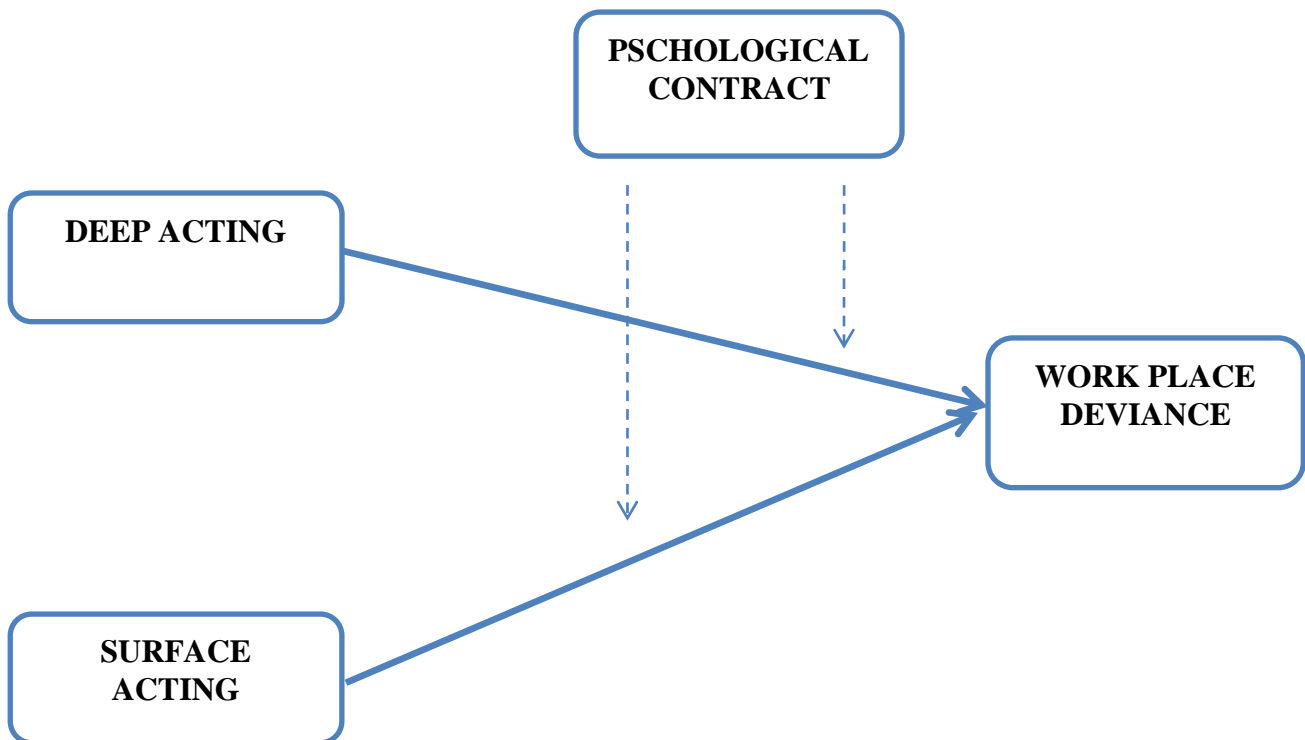 PSCHOLOGICAL
CONTRACT
DEEP ACTING
WORK PLACE
DEVIANCE
SURFACE
ACTING